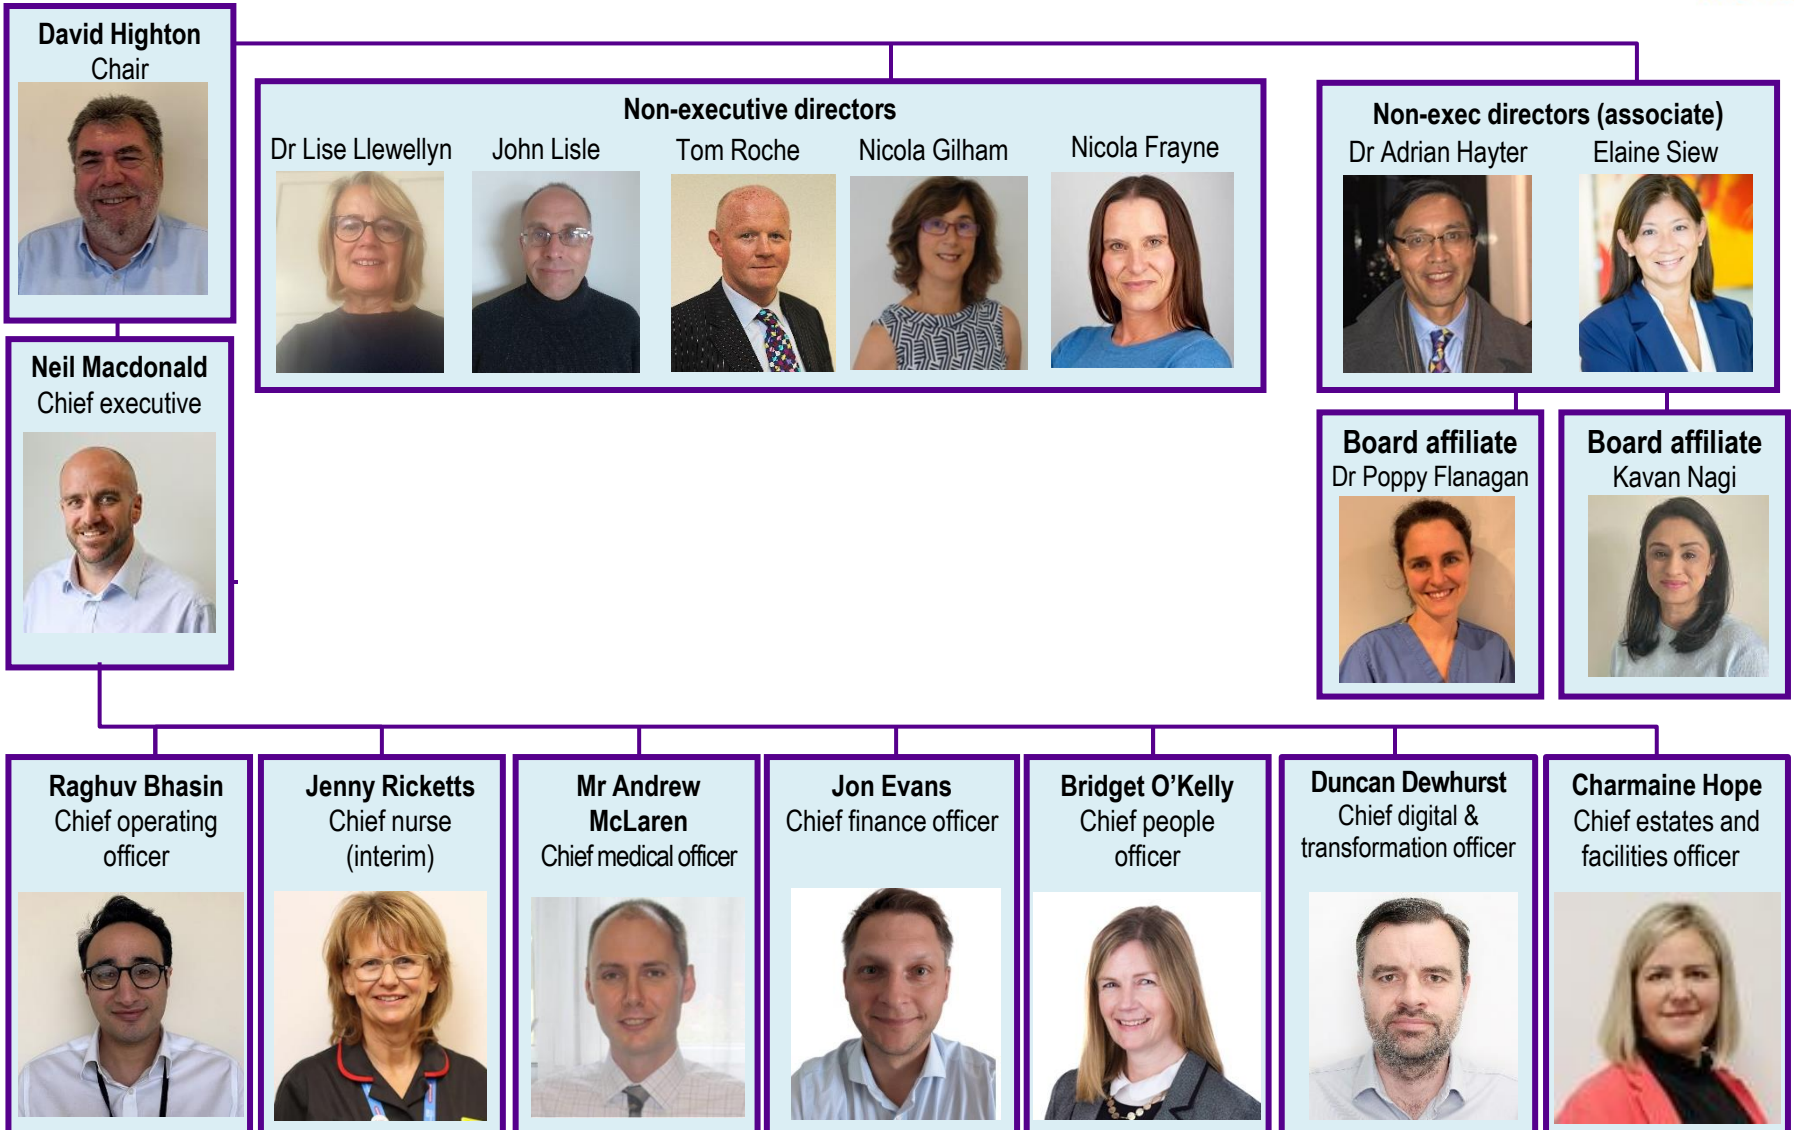 David Highton
Chair
Non-executive directors
Dr Lise Llewellyn
John Lisle
Tom Roche
Nicola Gilham
Nicola Frayne
Non-exec directors (associate)
Dr Adrian Hayter
Elaine Siew
Neil Macdonald
Chief executive
Board affiliate
Dr Poppy Flanagan
Board affiliate
Kavan Nagi
Raghuv Bhasin
Chief operating
officer
Jenny Ricketts
Chief nurse
(interim)
Mr Andrew
McLaren
Chief medical officer
Jon Evans
Chief finance officer
Bridget O’Kelly
Chief people
officer
Duncan Dewhurst
Chief digital &
transformation officer
Charmaine Hope
Chief estates and
facilities officer